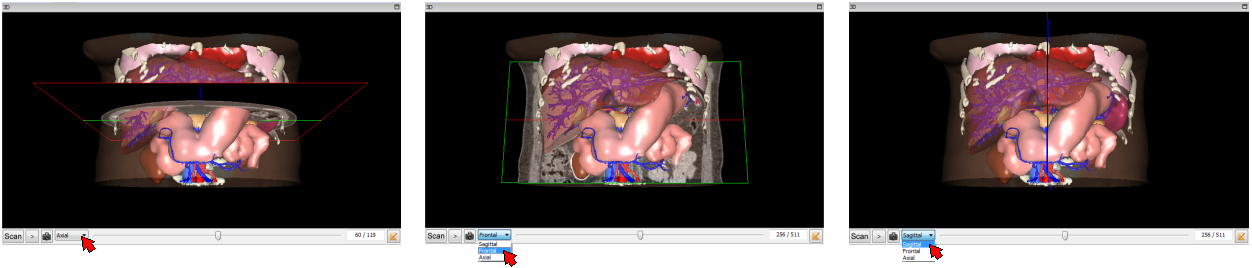 3D
Scan > Axial 60 / 119
3D
Scan > Frontal 256 / 511
Sagittal
Frontal
Axial
3D
Scan > Sagittal 256 / 511
Sagittal
Frontal
Axial